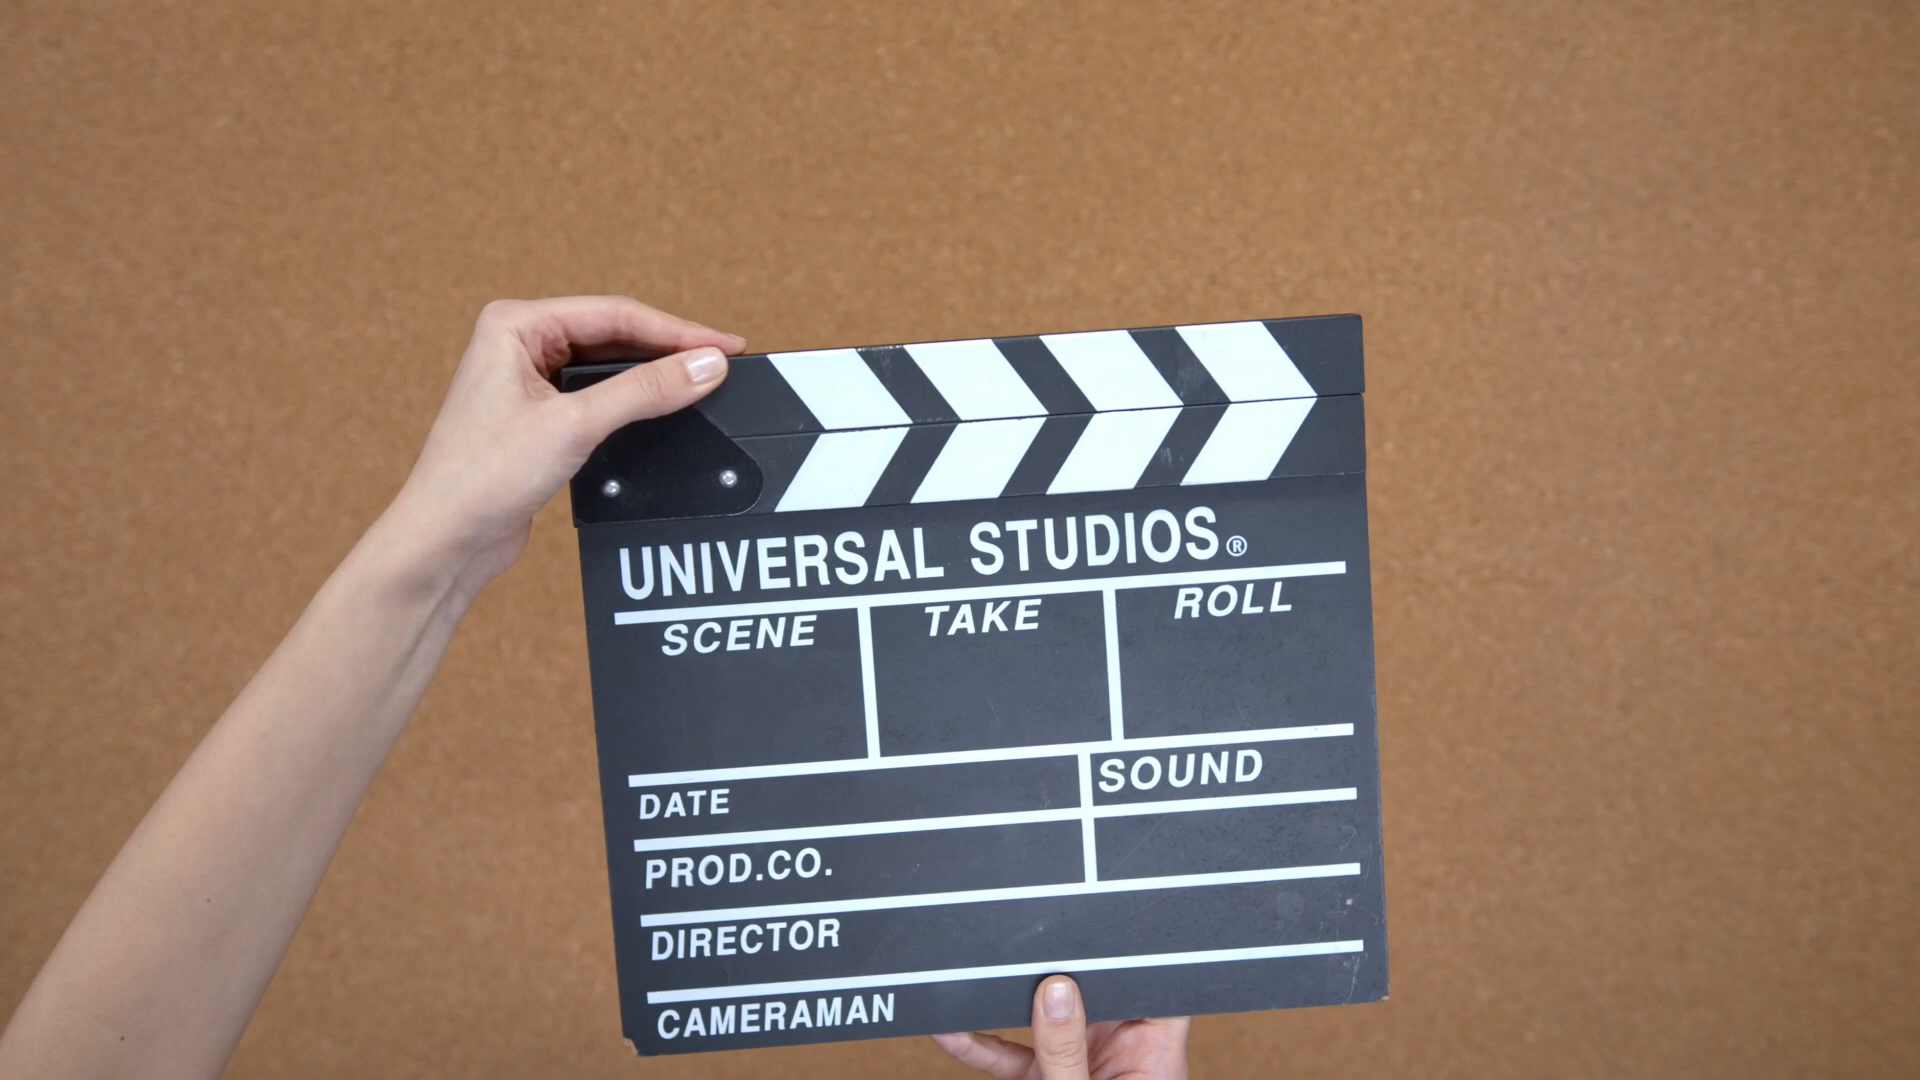 UNIVERSAL STUDIOS®
SCENE TAKE ROLL
SOUND
DATE
PROD.CO.
DIRECTOR
CAMERAMAN